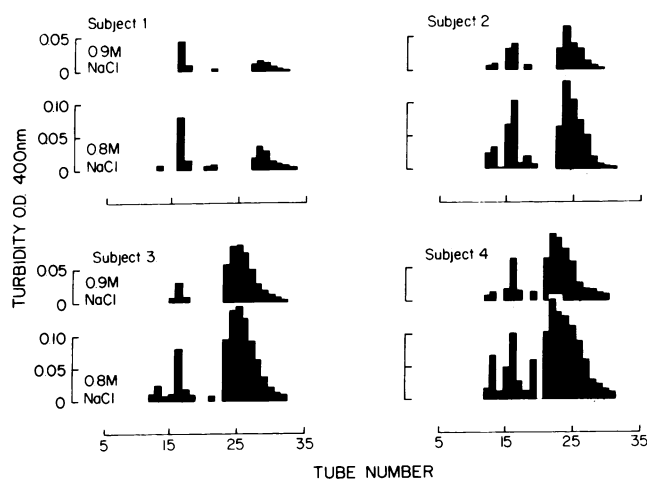 Subject 1
Subject 2
0.05
0.9M
0
NaCl
0.10
0.05
0.8M
0
NaCl
TURBIDITY O.D. 400nm
Subject 3
Subject 4
0.05
0.9M
0
NaCl
0.10
0.05
0.8M
0
NaCl
5 15 25 35 5 15 25 35
TUBE NUMBER